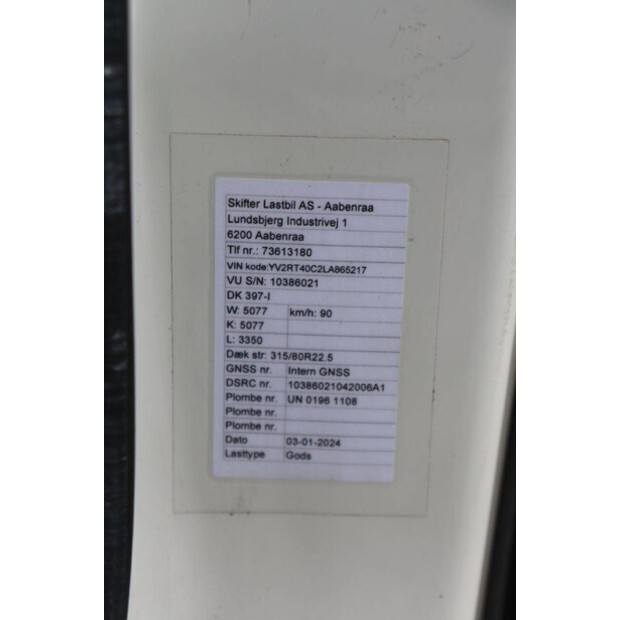 Skifter Lastbil AS - Aabenraa
Lundsbjerg Industrivej 1
6200 Aabenraa
Tlf nr.: 73613180
VIN kode:YV2RT40C2LA865217
VU S/N: 10386021
DK 397-I
W: 5077 km/h: 90
K: 5077
L: 3350
Dæk str: 315/80R22.5
GNSS nr. Intern GNSS
DSRC nr. 10386021042006A1
Plombe nr. UN 0196 1108
Plombe nr.
Plombe nr.
Dato 03-01-2024
Lasttype Gods